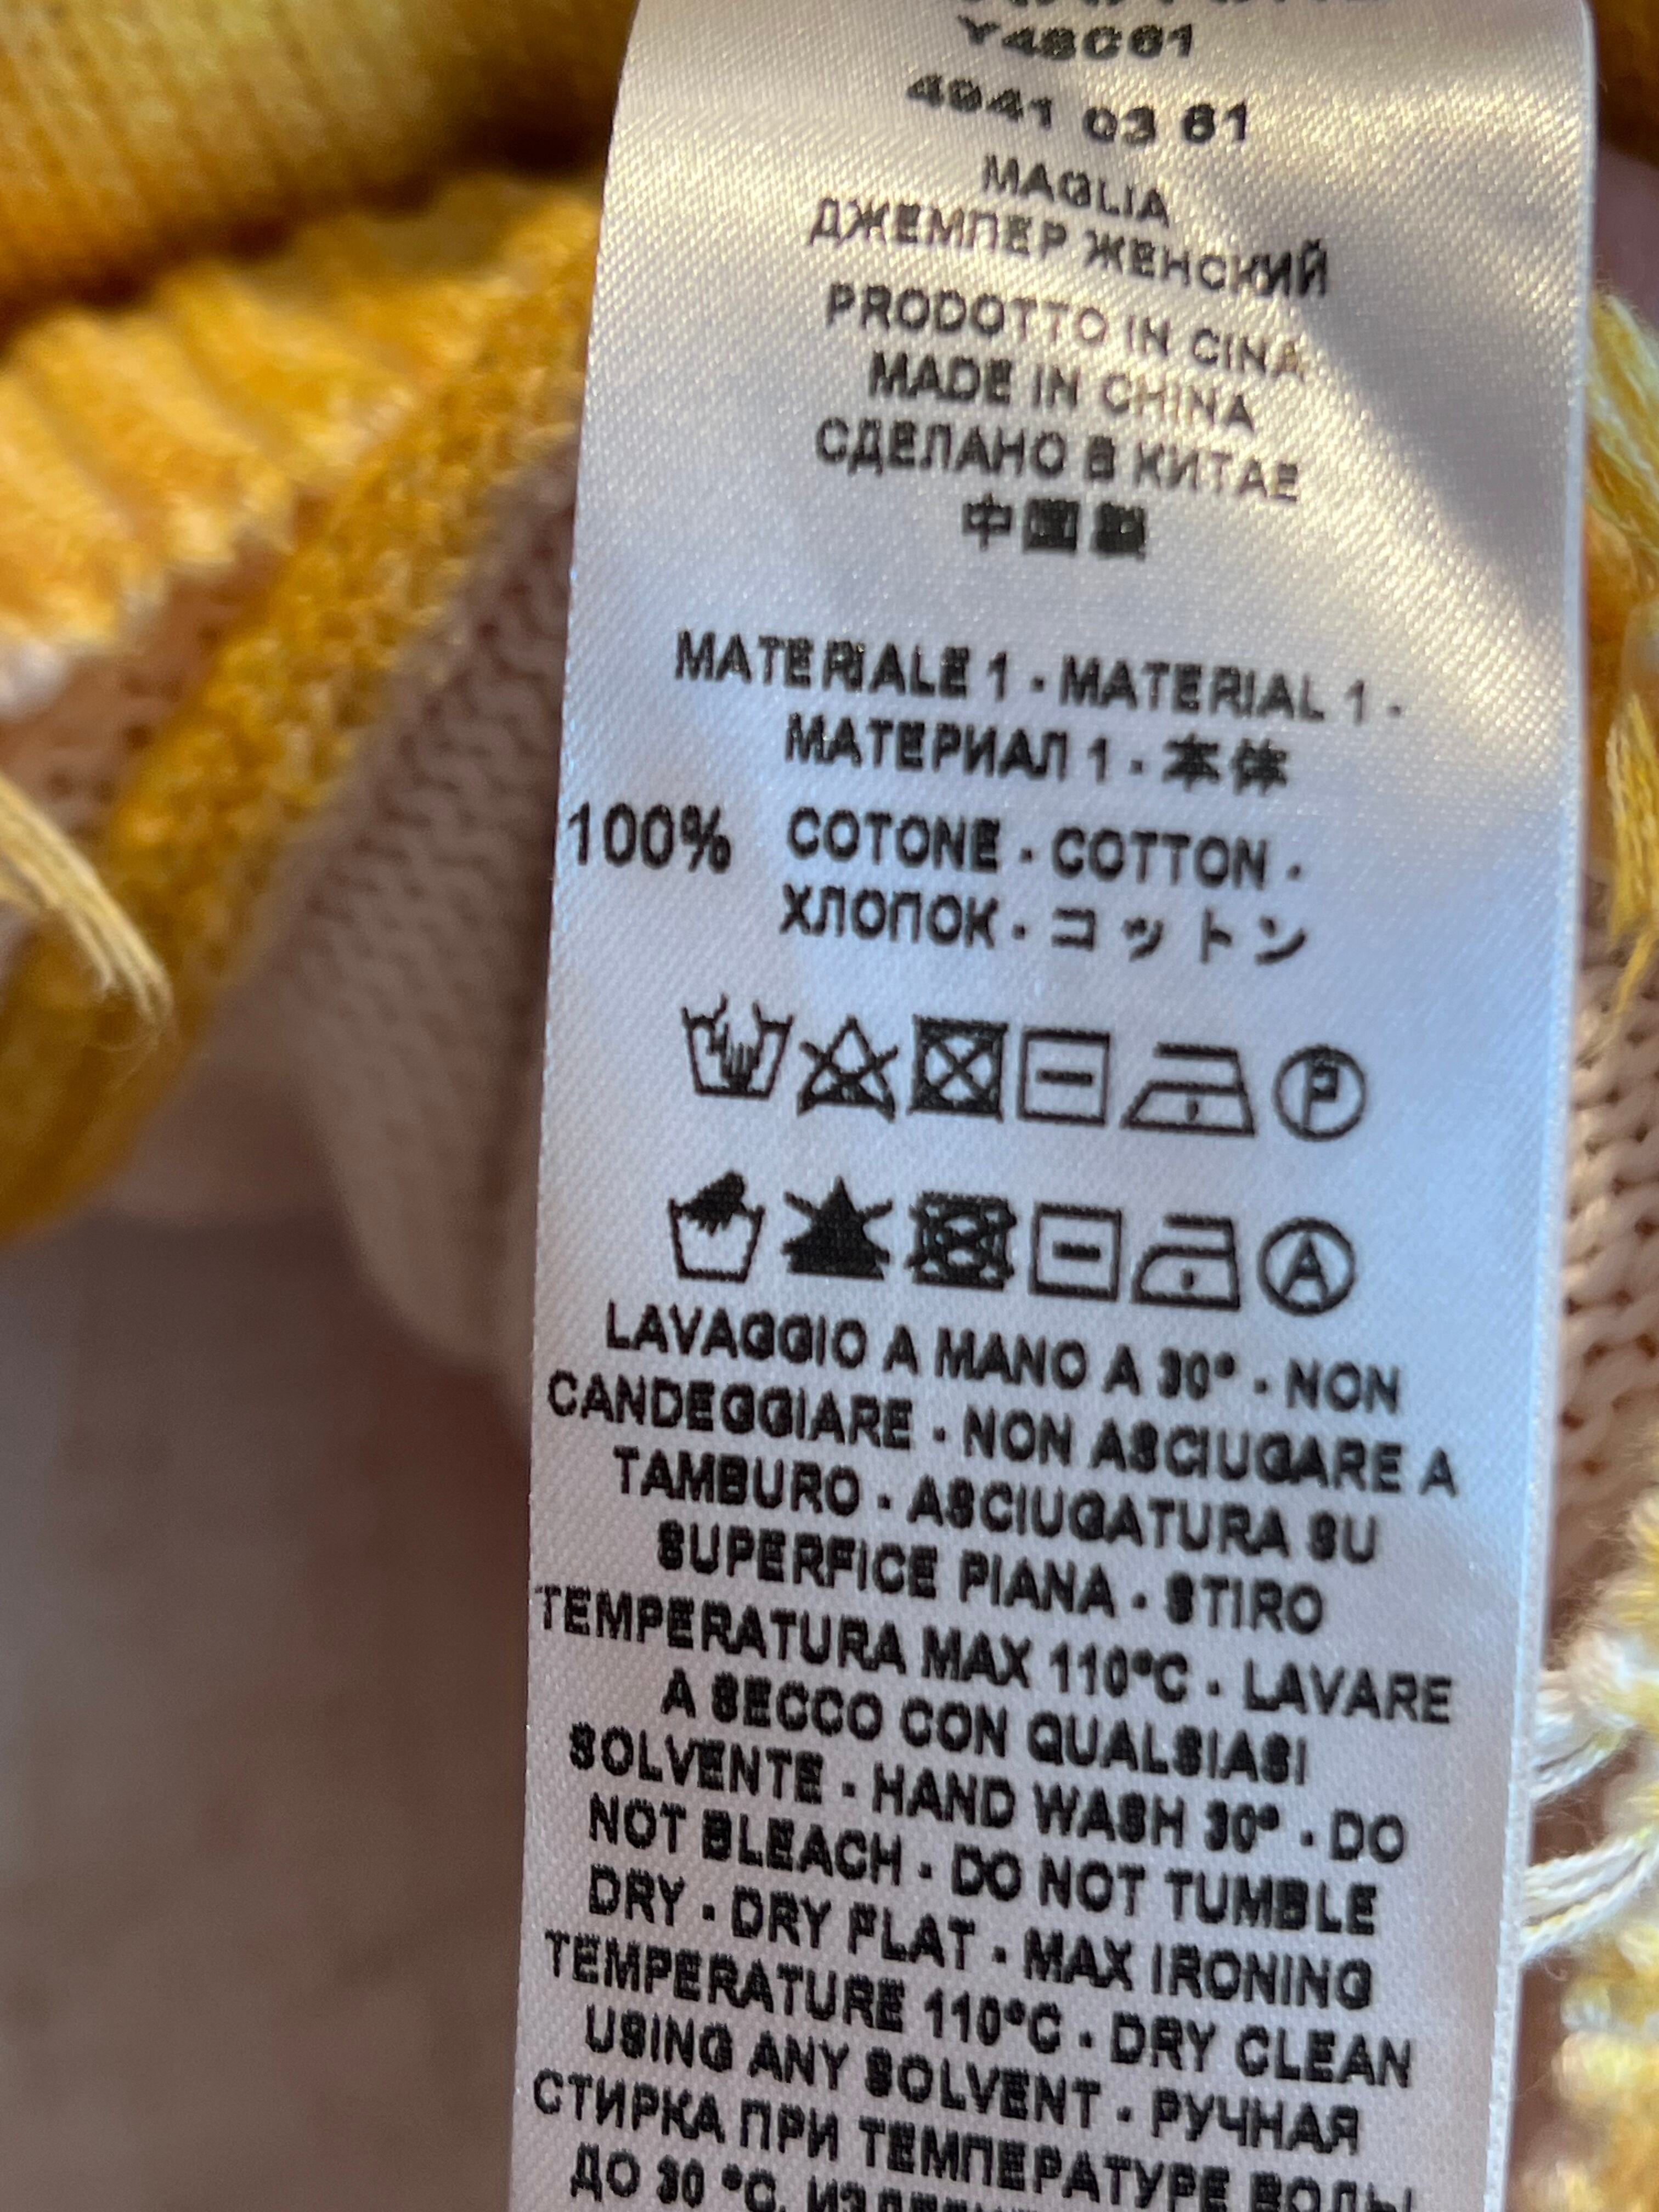 Y48C61
4941 03 61
MAGLIA
ДЖЕМПЕР ЖЕНСКИЙ
PRODOTTO IN CINA
MADE IN CHINA
СДЕЛАНО В КИТАЕ
中國製
MATERIALE 1 - MATERIAL 1 -
МАТЕРИАЛ 1 - 本体
100% COTONE - COTTON -
ХЛОПОК - コットン
P
A
LAVAGGIO A MANO A 30° - NON
CANDEGGIARE - NON ASCIUGARE A
TAMBURO - ASCIUGATURA SU
SUPERFICE PIANA - STIRO
TEMPERATURA MAX 110°C - LAVARE
A SECCO CON QUALSIASI
SOLVENTE - HAND WASH 30° - DO
NOT BLEACH - DO NOT TUMBLE
DRY - DRY FLAT - MAX IRONING
TEMPERATURE 110°C - DRY CLEAN
USING ANY SOLVENT - РУЧНАЯ
СТИРКА ПРИ ТЕМПЕРАТУРЕ ВОДЫ
ДО 30 °C,